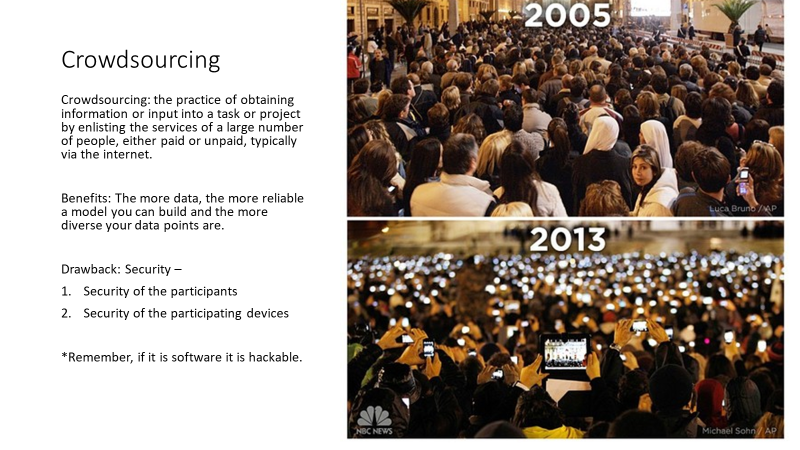 Crowdsourcing
Crowdsourcing: the practice of obtaining
information or input into a task or project
by enlisting the services of a large number
of people, either paid or unpaid, typically
via the internet.
Benefits: The more data, the more reliable
a model you can build and the more
diverse your data points are.
Drawback: Security –
1. Security of the participants
2. Security of the participating devices
*Remember, if it is software it is hackable.
2005
Luca Bruno / AP
2013
NBC NEWS
Michael Sohn / AP